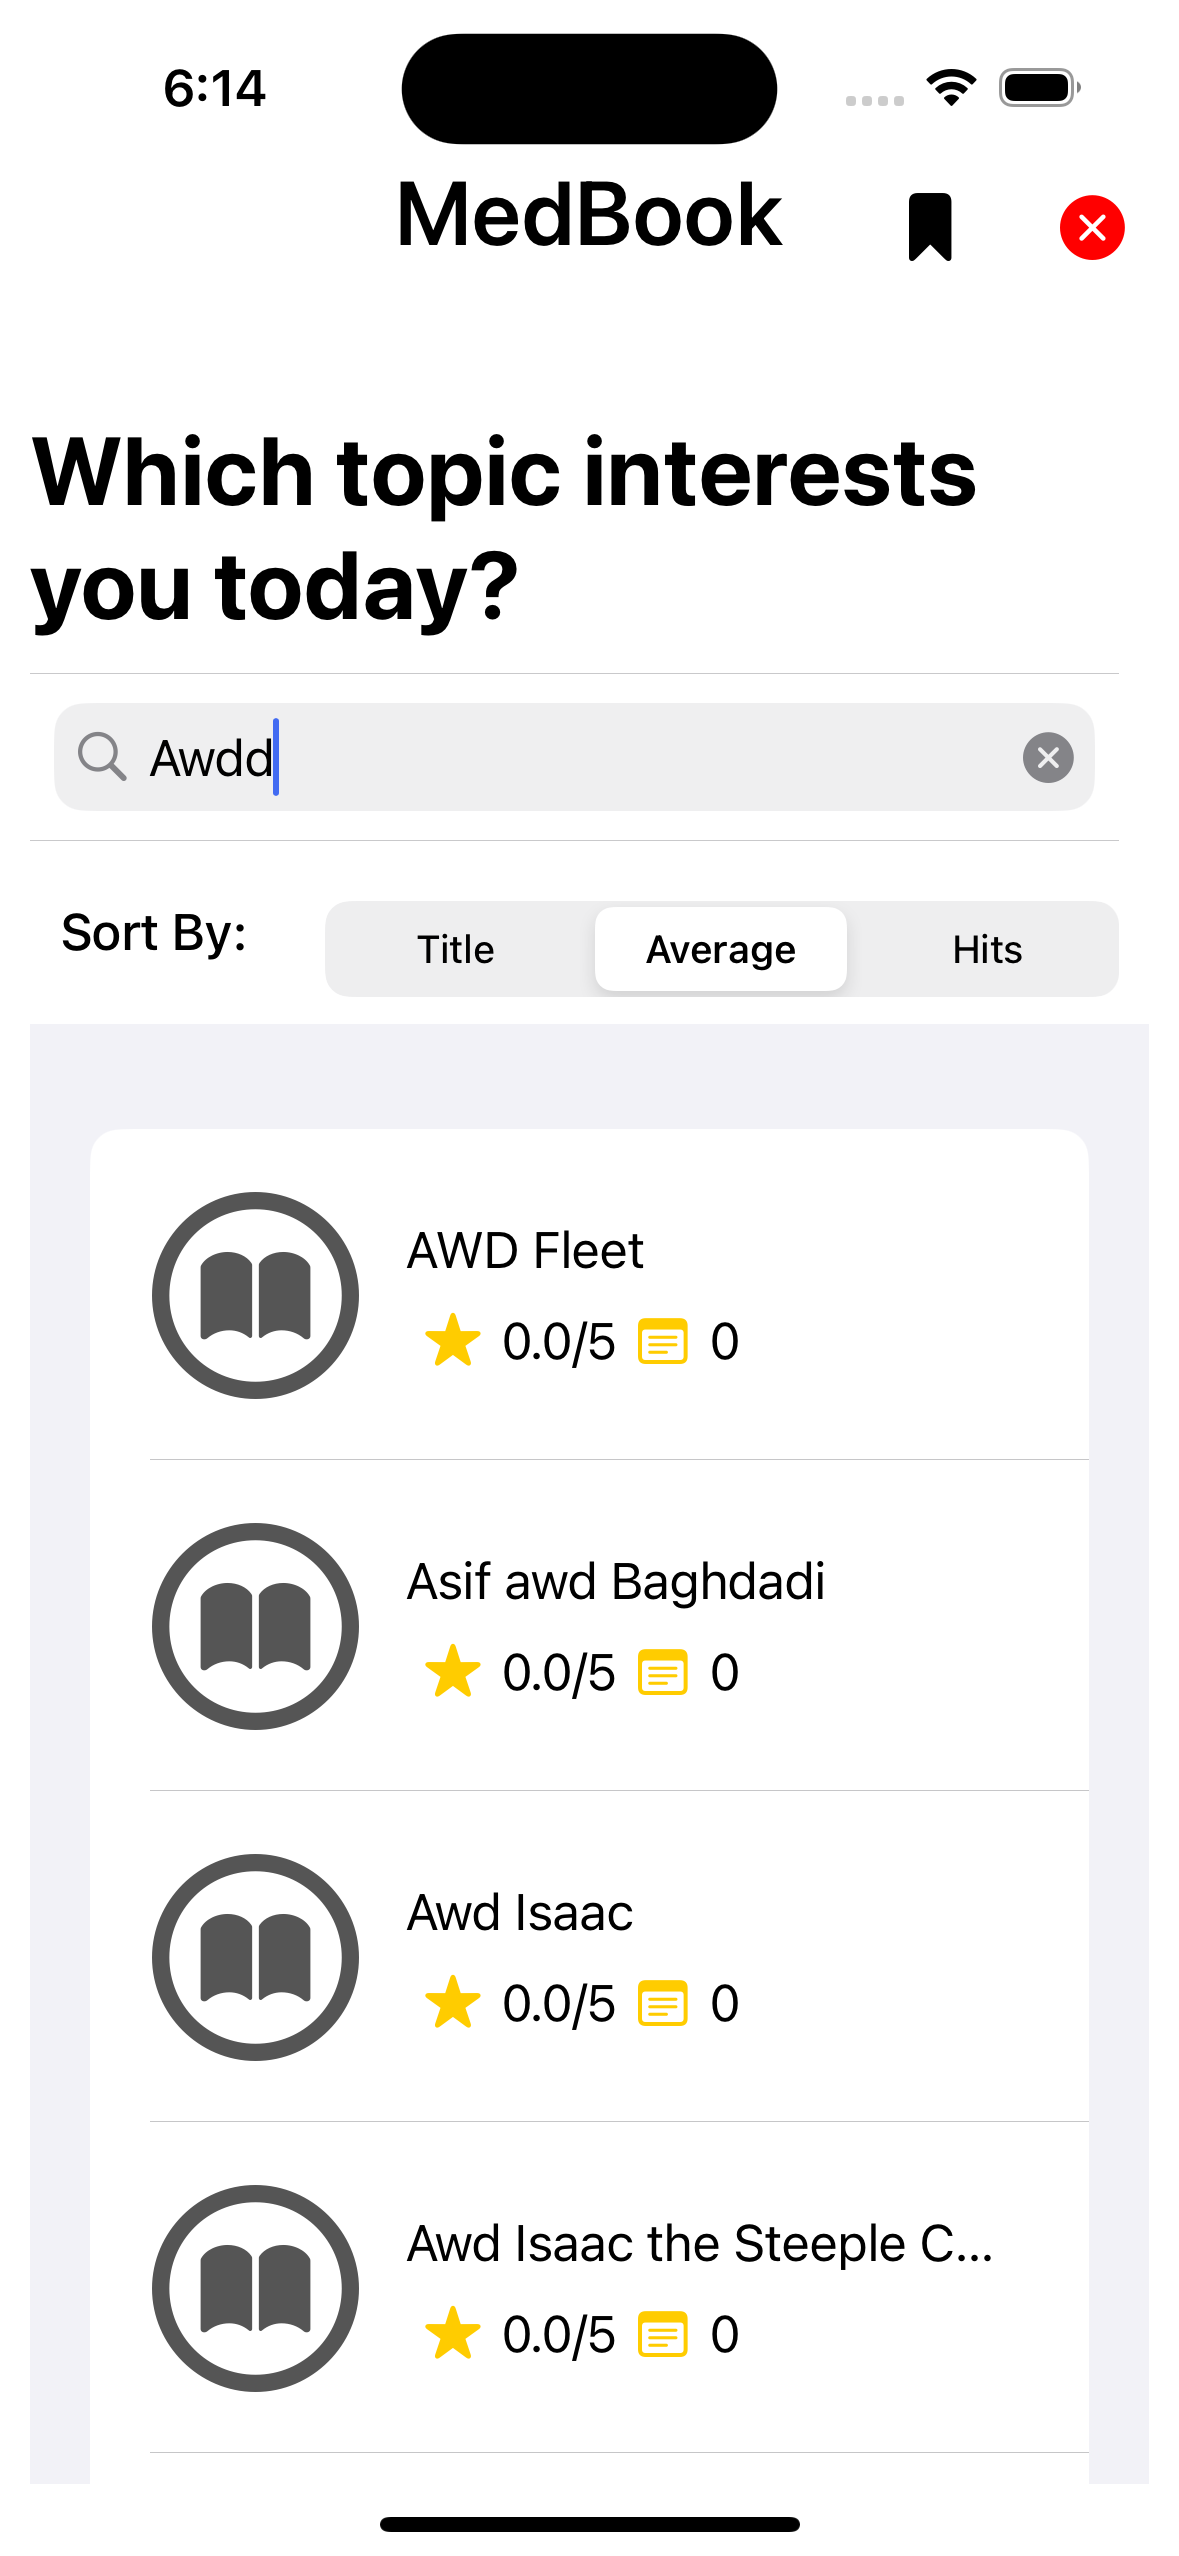 6:14
MedBook
Which topic interests
you today?
Awdd
Sort By:
Title
Average
Hits
AWD Fleet
0.0/5 0
Asif awd Baghdadi
0.0/5 0
Awd Isaac
0.0/5 0
Awd Isaac the Steeple C...
0.0/5 0